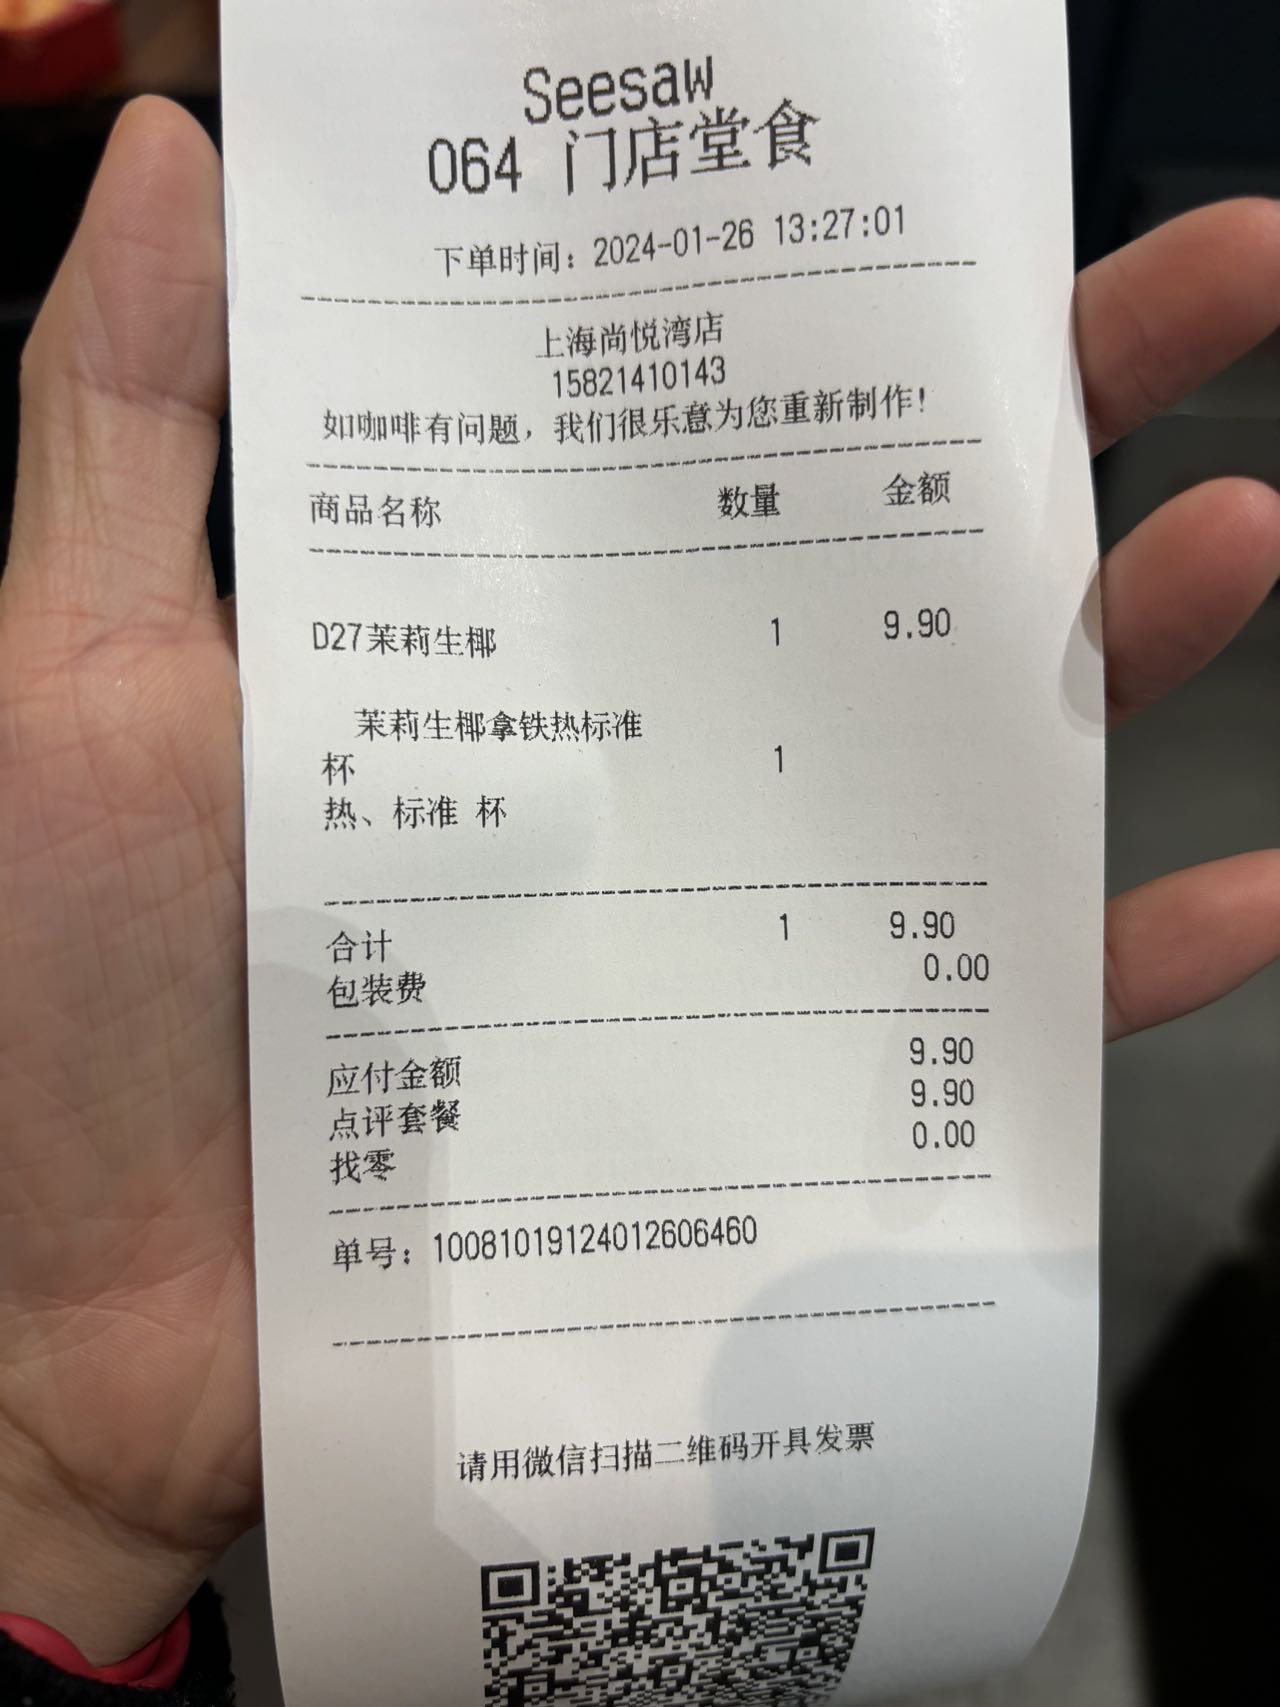 Seesaw
064 门店堂食
下单时间：2024-01-26 13:27:01
上海尚悦湾店
15821410143
如咖啡有问题，我们很乐意为您重新制作！
商品名称 数量 金额
D27茉莉生椰 1 9.90
茉莉生椰拿铁热标准
杯 1
热、标准 杯
合计 1 9.90
包装费 0.00
应付金额 9.90
点评套餐 9.90
找零 0.00
单号：10081019124012606460
请用微信扫描二维码开具发票